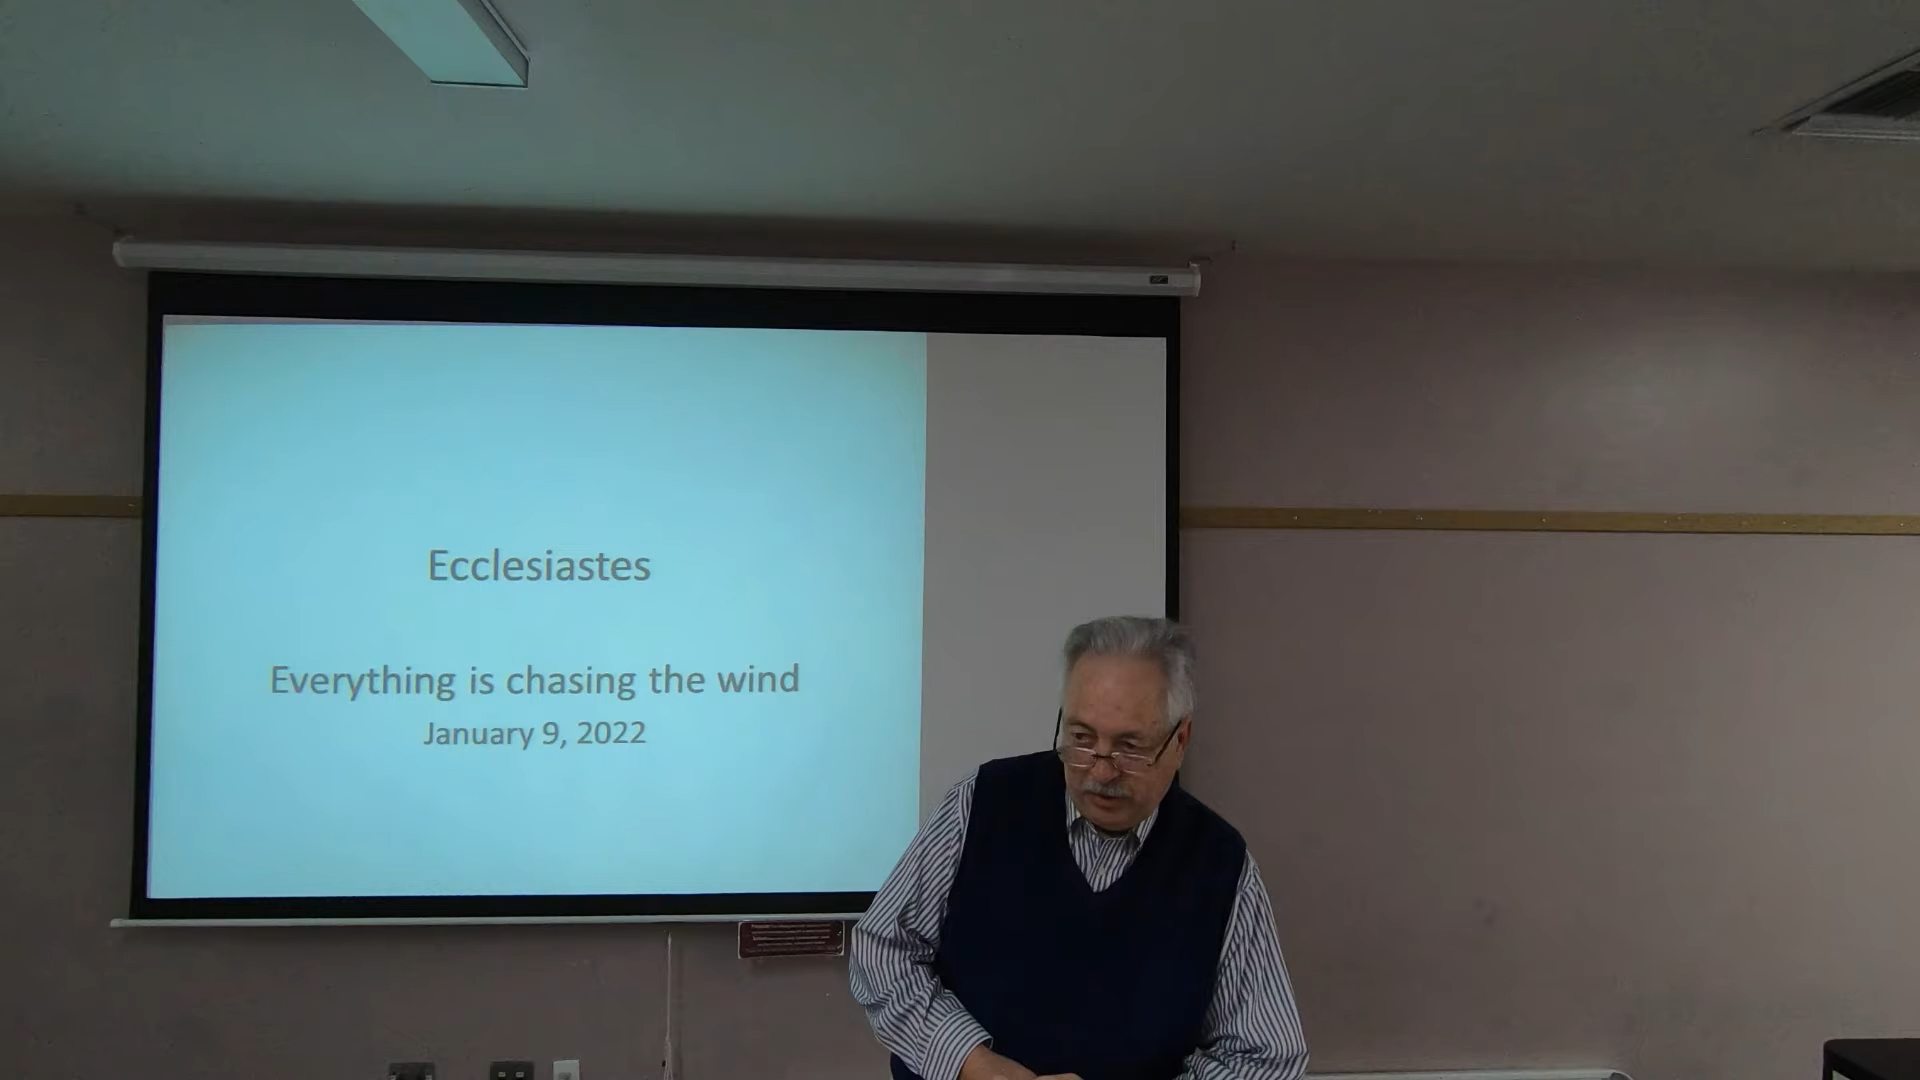 Ecclesiastes
Everything is chasing the wind
January 9, 2022